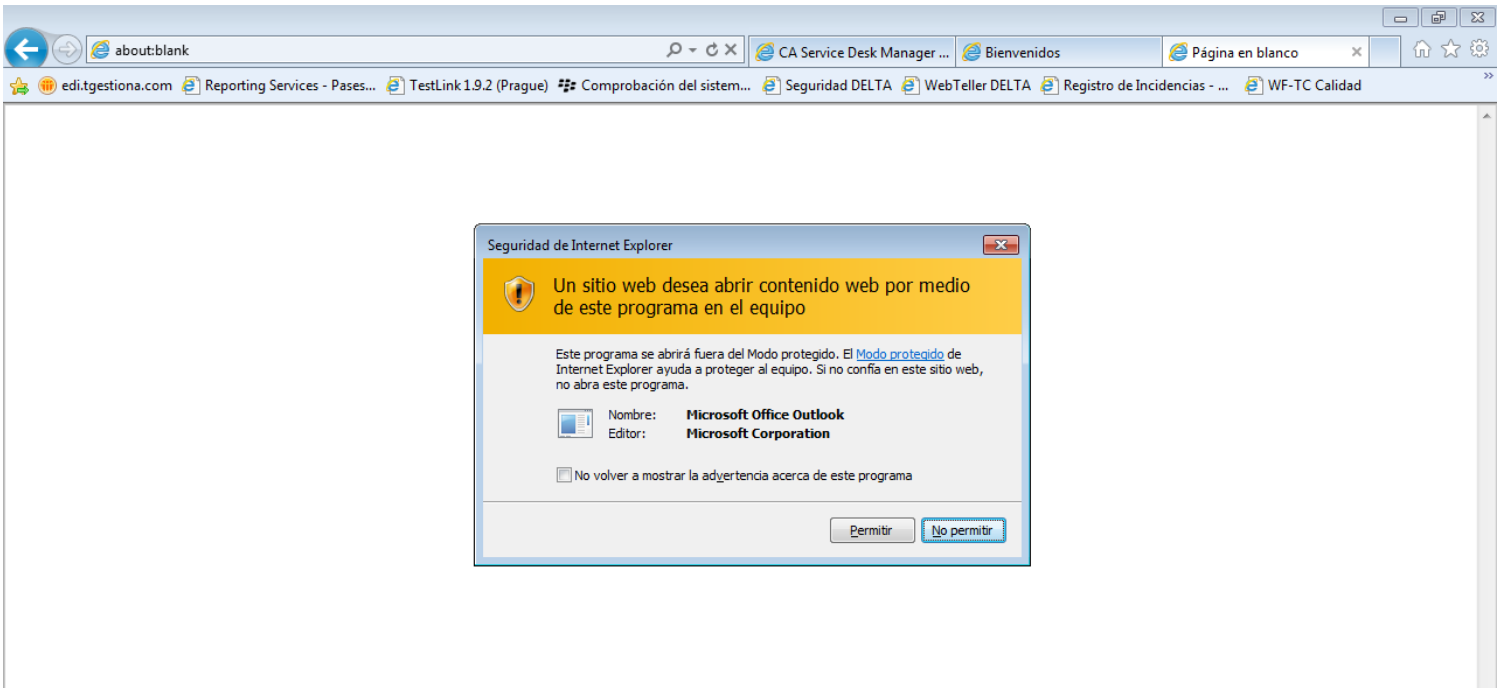 about:blank
CA Service Desk Manager ...
Bienvenidos
Página en blanco
edi.tgestiona.com
Reporting Services - Pases...
TestLink 1.9.2 (Prague)
Comprobación del sistem...
Seguridad DELTA
WebTeller DELTA
Registro de Incidencias - ...
WF-TC Calidad
Seguridad de Internet Explorer
Un sitio web desea abrir contenido web por medio
de este programa en el equipo
Este programa se abrirá fuera del Modo protegido. El Modo protegido de
Internet Explorer ayuda a proteger al equipo. Si no confía en este sitio web,
no abra este programa.
Nombre: Microsoft Office Outlook
Editor: Microsoft Corporation
No volver a mostrar la advertencia acerca de este programa
Permitir
No permitir